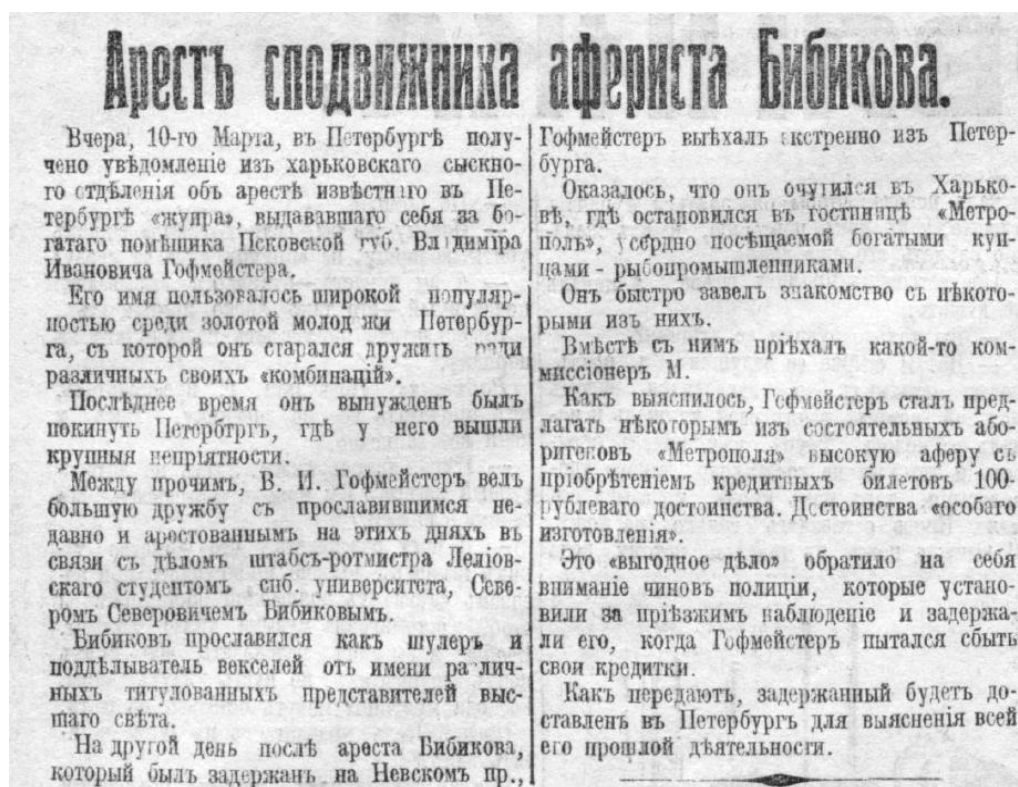 Арестъ сподвижника афериста Бибикова.
Вчера, 10-го Марта, въ Петербургѣ полу-
чено увѣдомленіе изъ харьковскаго сыскно-
го отдѣленія объ арестѣ извѣстнаго въ Пе-
тербургѣ «жуира», выдававшаго себя за бо-
гатаго помѣщика Псковской губ. Владиміра
Ивановича Гофмейстера.
Его имя пользовалось широкой популяр-
ностью среди золотой молод жи Петербур-
га, съ которой онъ старался дружить ради
различныхъ своихъ «комбинацій».
Послѣднее время онъ вынужденъ былъ
покинуть Петербтргъ, гдѣ у него вышли
крупныя непріятности.
Между прочимъ, В. И. Гофмейстеръ велъ
большую дружбу съ прославившимся не-
давно и арестованнымъ на этихъ дняхъ въ
связи съ дѣломъ штабсъ-ротмистра Леліов-
скаго студентомъ спб. университета, Севе-
ромъ Северовичемъ Бибиковымъ.
Бибиковъ прославился какъ шулеръ и
поддѣлыватель векселей отъ имени ра лич-
ныхъ титулованныхъ представителей выс-
шаго свѣта.
На другой день послѣ ареста Бибикова,
который былъ задержанъ на Невскомъ пр.,
Гофмейстеръ выѣхалъ экстренно изъ Петер-
бурга.
Оказалось, что онъ очутился въ Харько-
вѣ, гдѣ остановился въ гостиницѣ «Метро-
поль», усердно посѣщаемой богатыми куп-
цами - рыбопромышленниками.
Онъ быстро завелъ знакомство съ нѣкото-
рыми изъ нихъ.
Вмѣстѣ съ нимъ пріѣхалъ какой-то ком-
миссіонеръ М.
Какъ выяснилось, Гофмейстеръ сталъ пред-
лагать нѣкоторымъ изъ состоятельныхъ або-
ригеновъ «Метрополя» высокую аферу съ
пріобрѣтеніемъ кредитныхъ билетовъ 100-
рублеваго достоинства. Достоинства «особаго
изготовленія».
Это «выгодное дѣло» обратило на себя
вниманіе чиновъ полиціи, которые устано-
вили за пріѣзжимъ наблюденіе и задержа-
ли его, когда Гофмейстеръ пытался сбыть
свои кредитки.
Какъ передаютъ, задержанный будетъ до-
ставленъ въ Петербургъ для выясненія всей
его прошлой дѣятельности.